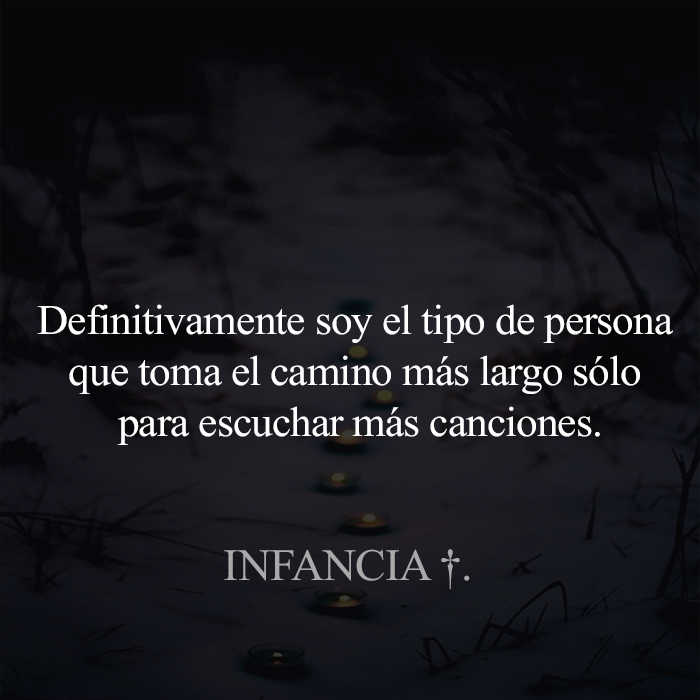 Definitivamente soy el tipo de persona
que toma el camino más largo sólo
para escuchar más canciones.
INFANCIA †.